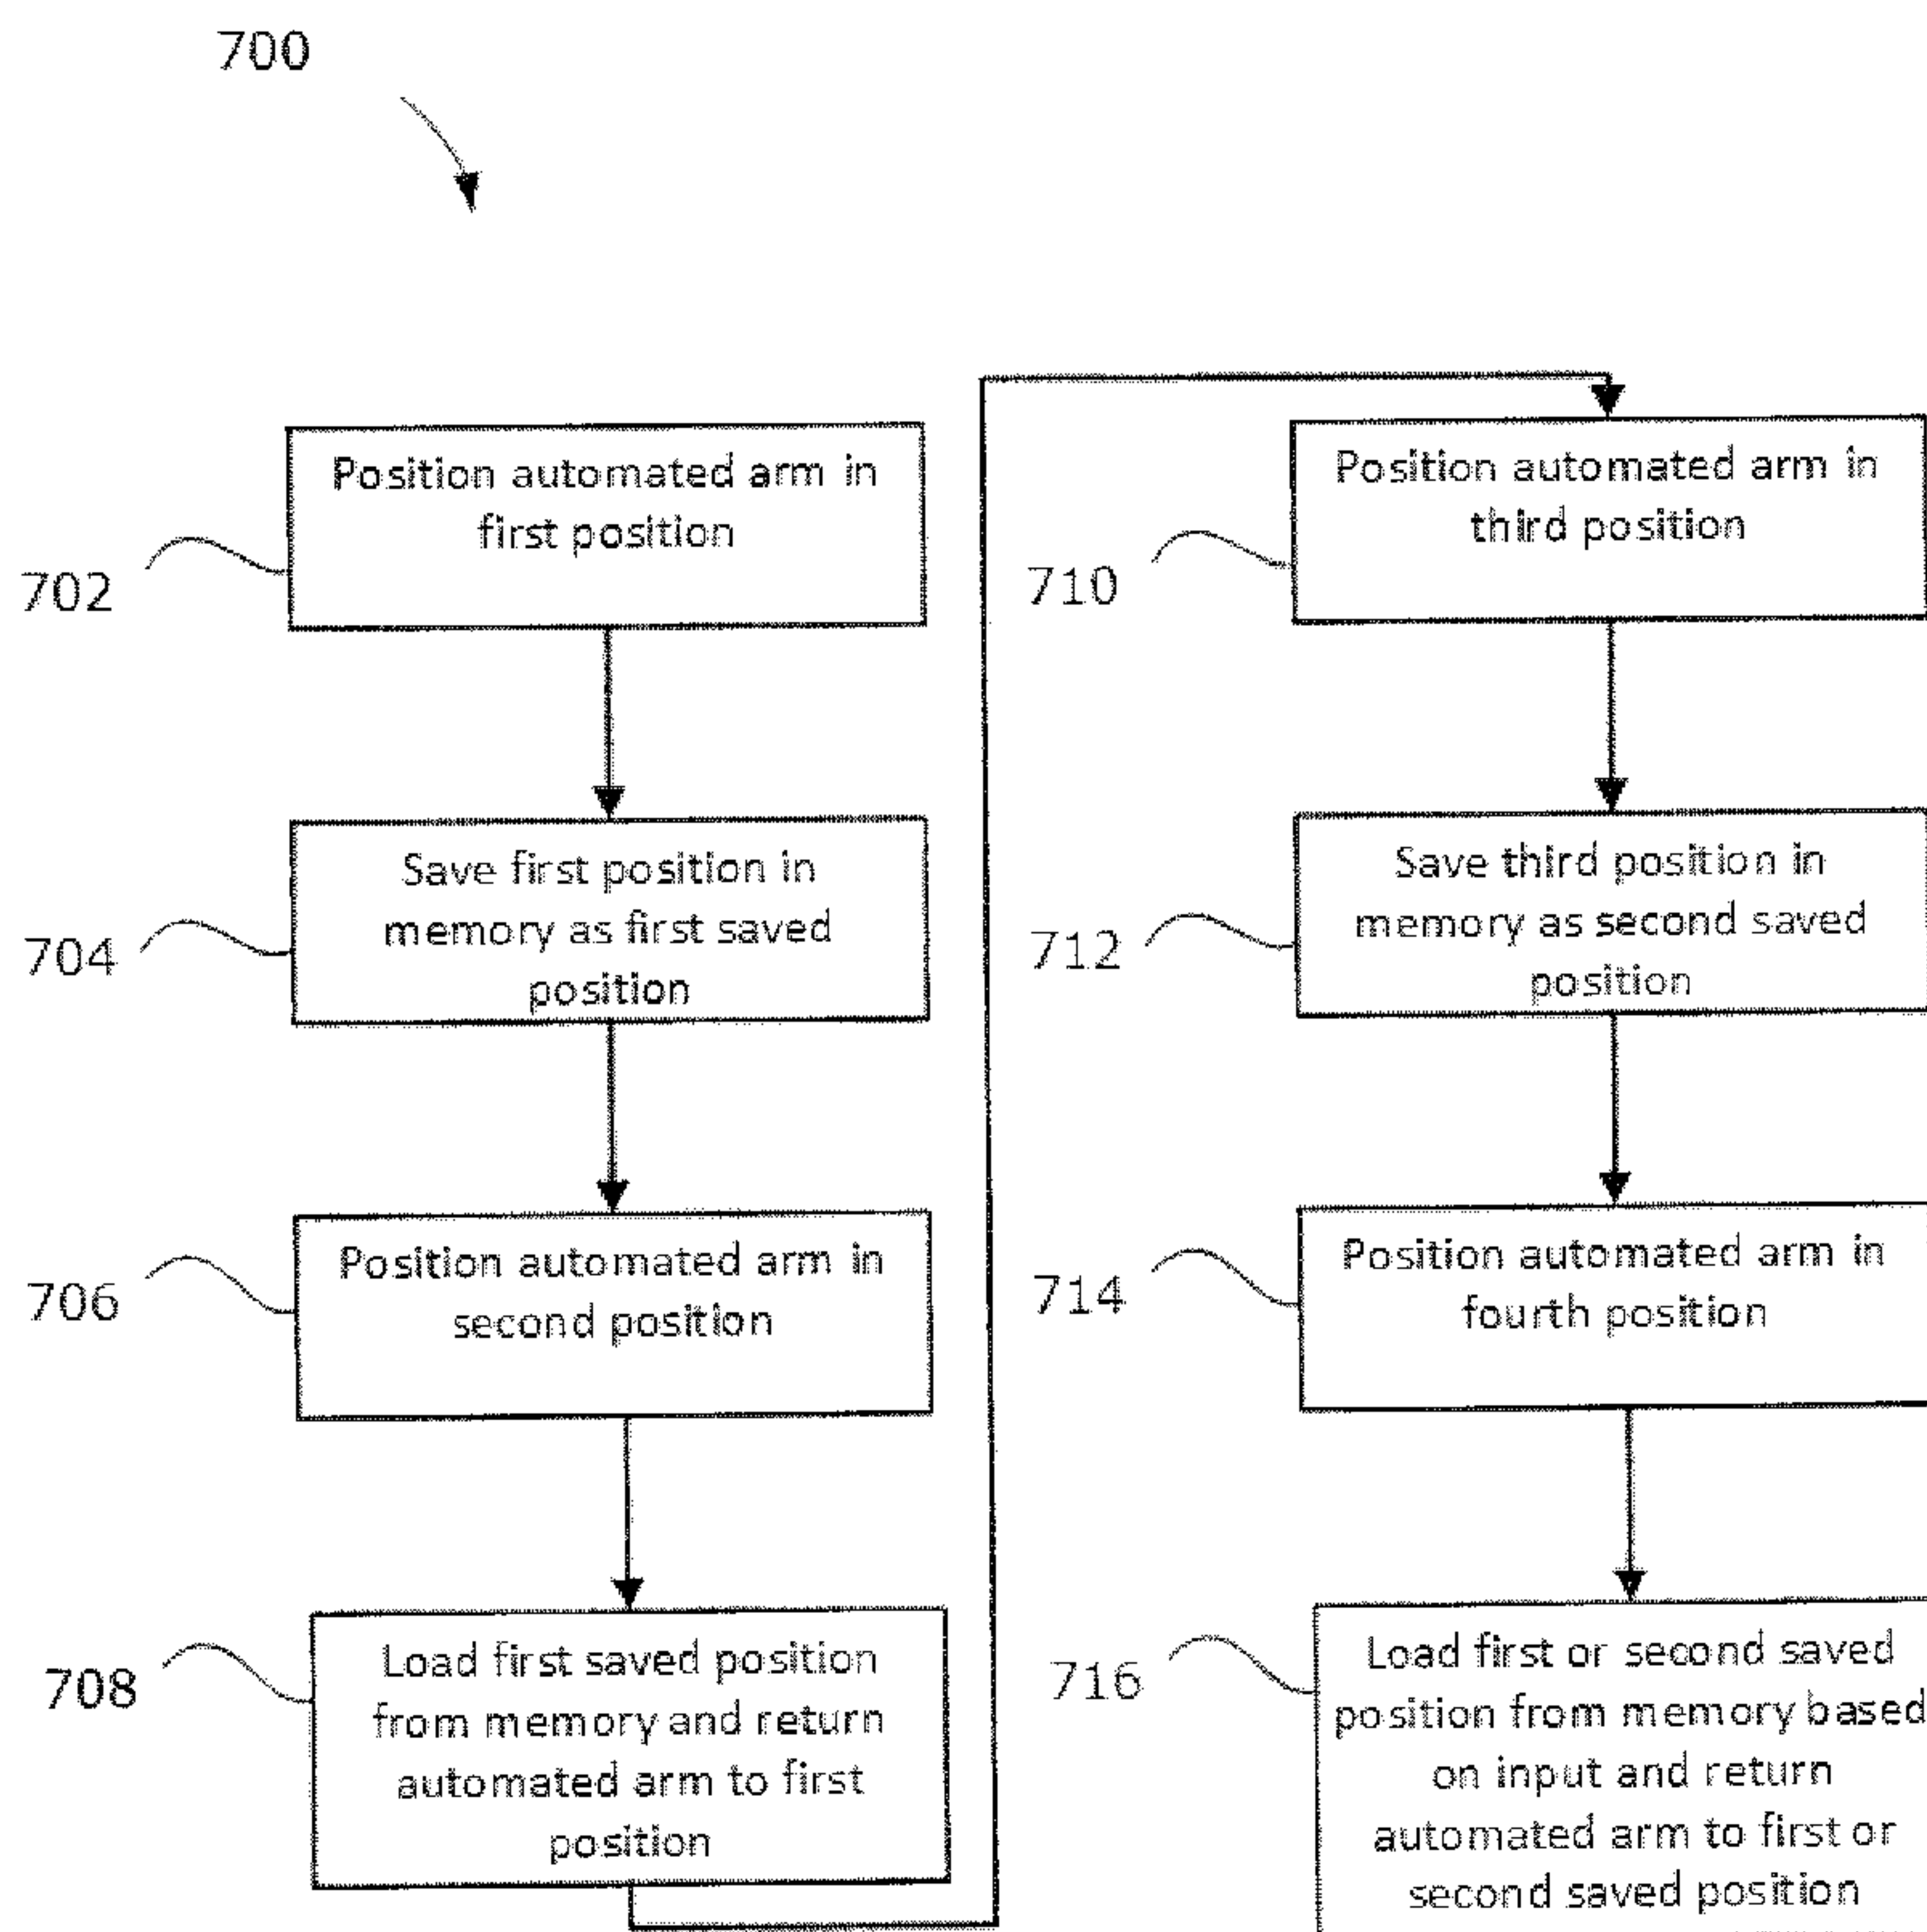 700
702
Position automated arm in
first position
704
Save first position in
memory as first saved
position
706
Position automated arm in
second position
708
Load first saved position
from memory and return
automated arm to first
position
710
Position automated arm in
third position
712
Save third position in
memory as second saved
position
714
Position automated arm in
fourth position
716
Load first or second saved
position from memory based
on input and return
automated arm to first or
second saved position